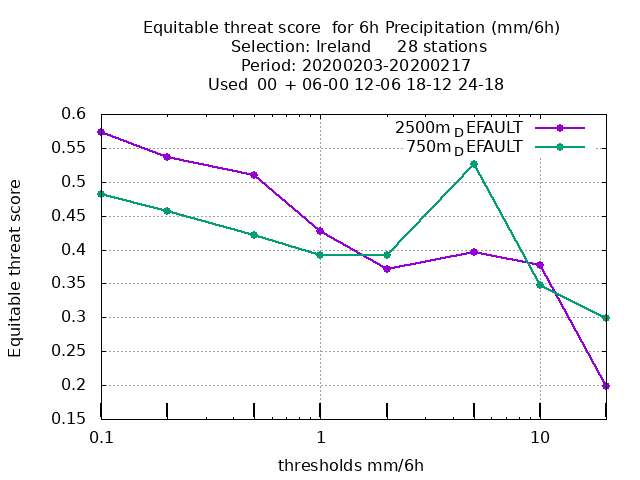 Equitable threat score  for 6h Precipitation (mm/6h)
Selection: Ireland     28 stations
Period: 20200203-20200217
Used  00  + 06-00 12-06 18-12 24-18
2500m_DEFAULT
750m_DEFAULT
Equitable threat score
0.6
0.55
0.5
0.45
0.4
0.35
0.3
0.25
0.2
0.15
0.1 1 10
thresholds mm/6h